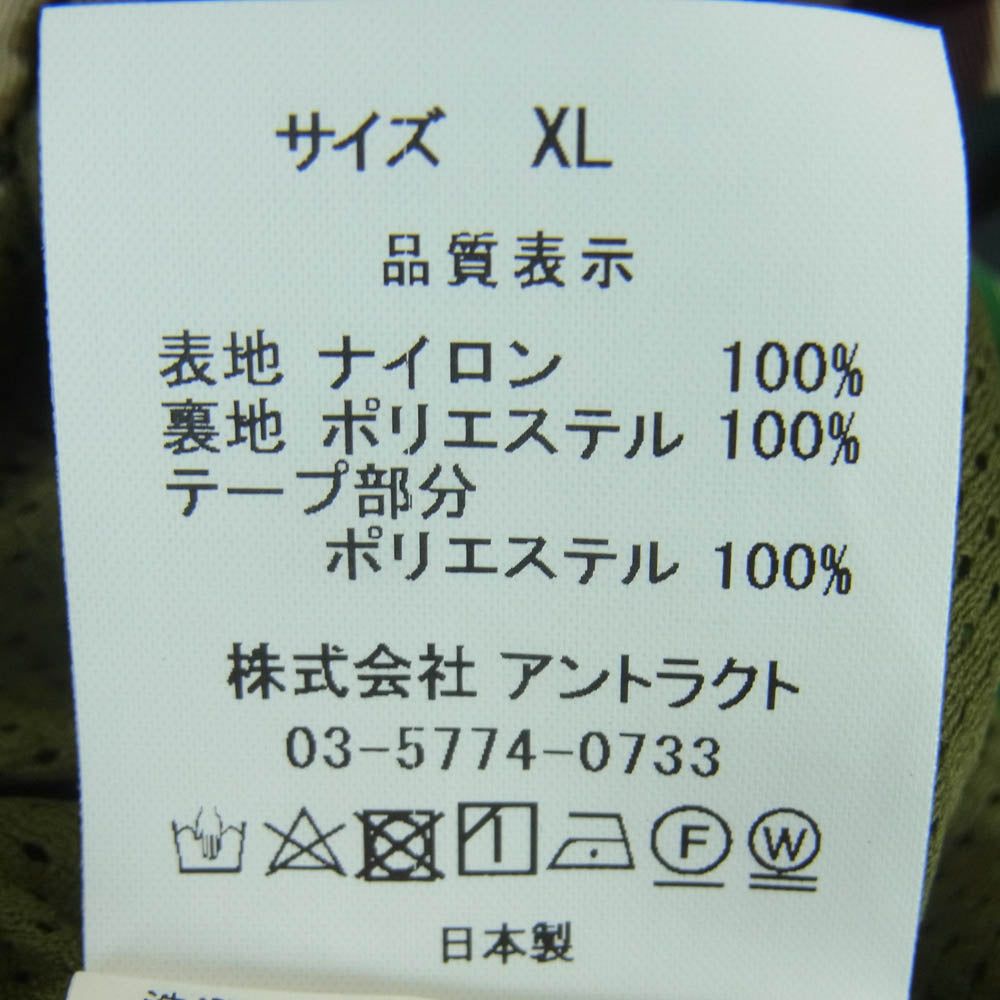 サイズ XL
品質表示
表地 ナイロン 100%
裏地 ポリエステル 100%
テープ部分
ポリエステル 100%
株式会社 アントラクト
03-5774-0733
F W
日本製